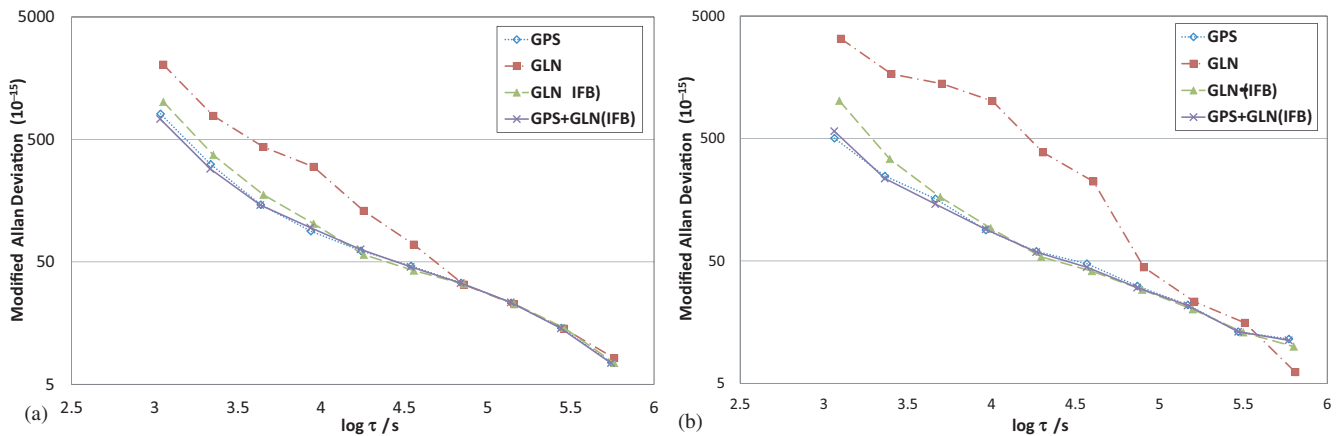 5000
500
50
5
Modified Allan Deviation (10⁻¹⁵)
GPS
GLN
GLN IFB)
GPS+GLN(IFB)
2.5 3 3.5 4 4.5 5 5.5 6
log τ /s
(a)
5000
500
50
5
Modified Allan Deviation (10⁻¹⁵)
GPS
GLN
GLN+(IFB)
GPS+GLN(IFB)
2.5 3 3.5 4 4.5 5 5.5 6
log τ /s
(b)